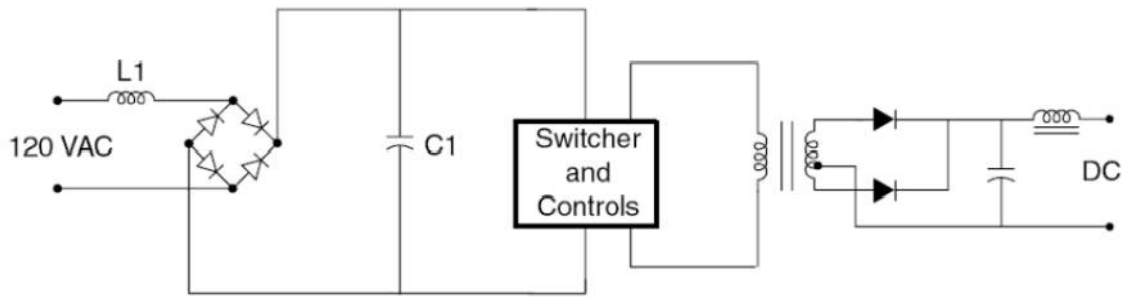 L1
120 VAC
C1
Switcher
and
Controls
DC